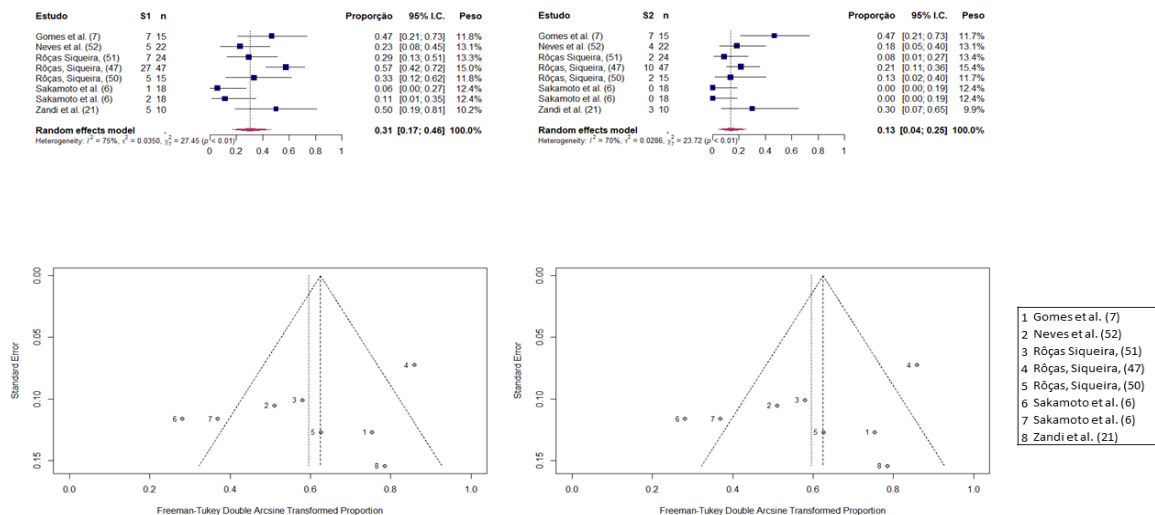 Estudo S1 n Proporção 95% I.C. Peso
Gomes et al. (7) 7 15 0.47 [0.21; 0.73] 11.8%
Neves et al. (52) 5 22 0.23 [0.08; 0.45] 13.1%
Rôças Siqueira, (51) 7 24 0.29 [0.13; 0.51] 13.3%
Rôças, Siqueira, (47) 27 47 0.57 [0.42; 0.72] 15.0%
Rôças, Siqueira, (50) 5 15 0.33 [0.12; 0.62] 11.8%
Sakamoto et al. (6) 1 18 0.06 [0.00; 0.27] 12.4%
Sakamoto et al. (6) 2 18 0.11 [0.01; 0.35] 12.4%
Zandi et al. (21) 5 10 0.50 [0.19; 0.81] 10.2%
Random effects model 0.31 [0.17; 0.46] 100.0%
Heterogeneity: I² = 75%, τ² = 0.0350, χ²₇ = 27.45 (p < 0.01)
0 0.2 0.4 0.6 0.8 1
Estudo S2 n Proporção 95% I.C. Peso
Gomes et al. (7) 7 15 0.47 [0.21; 0.73] 11.7%
Neves et al. (52) 4 22 0.18 [0.05; 0.40] 13.1%
Rôças Siqueira, (51) 2 24 0.08 [0.01; 0.27] 13.4%
Rôças, Siqueira, (47) 10 47 0.21 [0.11; 0.36] 15.4%
Rôças, Siqueira, (50) 2 15 0.13 [0.02; 0.40] 11.7%
Sakamoto et al. (6) 0 18 0.00 [0.00; 0.19] 12.4%
Sakamoto et al. (6) 0 18 0.00 [0.00; 0.19] 12.4%
Zandi et al. (21) 3 10 0.30 [0.07; 0.65] 9.9%
Random effects model 0.13 [0.04; 0.25] 100.0%
Heterogeneity: I² = 70%, τ² = 0.0286, χ²₇ = 23.72 (p < 0.01)
0 0.2 0.4 0.6 0.8 1
Standard Error
0.00
0.05
0.10
0.15
4
3
2
6
7
5
1
8
0.0 0.2 0.4 0.6 0.8 1.0
Freeman-Tukey Double Arcsine Transformed Proportion
Standard Error
0.00
0.05
0.10
0.15
4
3
2
6
7
5
1
8
0.0 0.2 0.4 0.6 0.8 1.0
Freeman-Tukey Double Arcsine Transformed Proportion
1 Gomes et al. (7)
2 Neves et al. (52)
3 Rôças Siqueira, (51)
4 Rôças, Siqueira, (47)
5 Rôças, Siqueira, (50)
6 Sakamoto et al. (6)
7 Sakamoto et al. (6)
8 Zandi et al. (21)